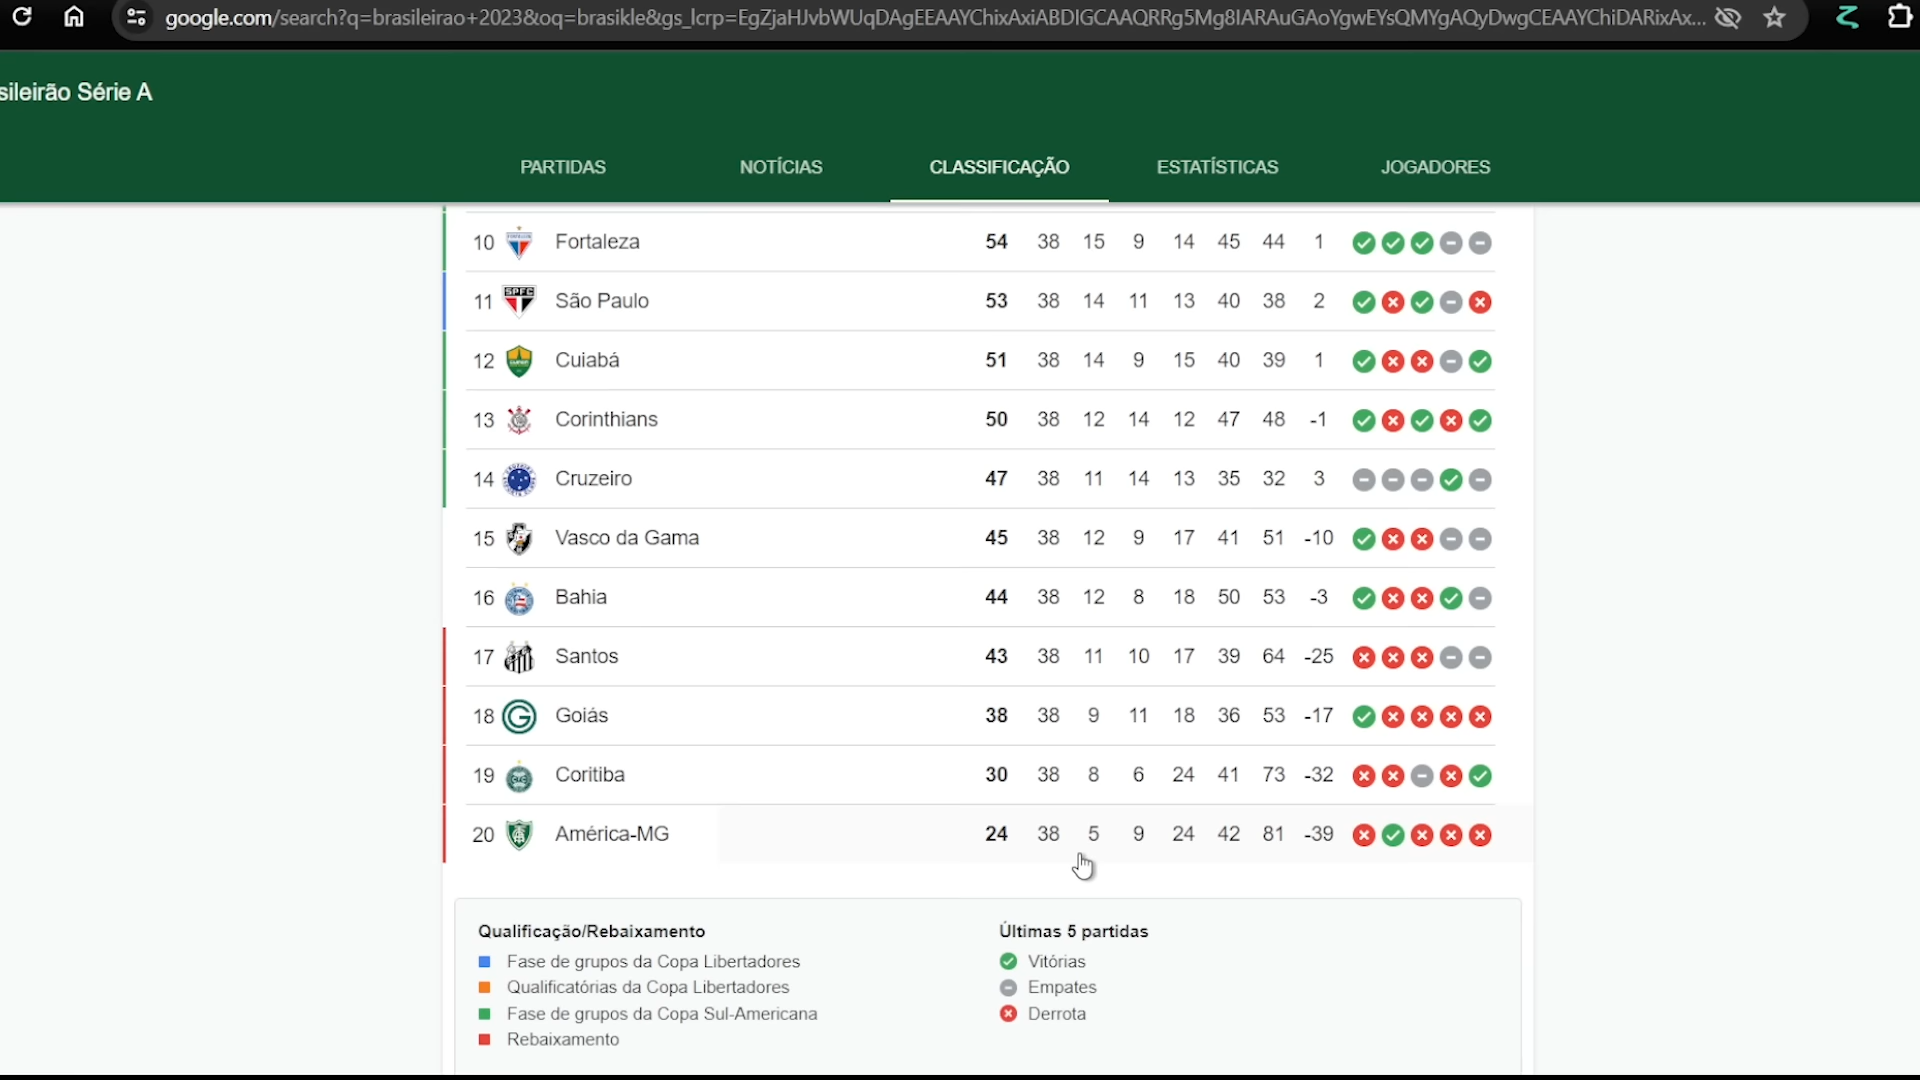 google.com/search?q=brasileirao+2023&oq=brasikle&gs_lcrp=EgZjaHJvbWUqDAgEEAAYChixAxiABDIGCAAQRRg5Mg8IARAuGAoYgwEYsQMYgAQyDwgCEAAYChiDARixAx...
sileirão Série A
PARTIDAS NOTÍCIAS CLASSIFICAÇÃO ESTATÍSTICAS JOGADORES
10 Fortaleza 54 38 15 9 14 45 44 1
11 SPFC São Paulo 53 38 14 11 13 40 38 2
12 Cuiabá 51 38 14 9 15 40 39 1
13 Corinthians 50 38 12 14 12 47 48 -1
14 Cruzeiro 47 38 11 14 13 35 32 3
15 Vasco da Gama 45 38 12 9 17 41 51 -10
16 Bahia 44 38 12 8 18 50 53 -3
17 Santos 43 38 11 10 17 39 64 -25
18 Goiás 38 38 9 11 18 36 53 -17
19 Coritiba 30 38 8 6 24 41 73 -32
20 América-MG 24 38 5 9 24 42 81 -39
Qualificação/Rebaixamento
Fase de grupos da Copa Libertadores
Qualificatórias da Copa Libertadores
Fase de grupos da Copa Sul-Americana
Rebaixamento
Últimas 5 partidas
Vitórias
Empates
Derrota